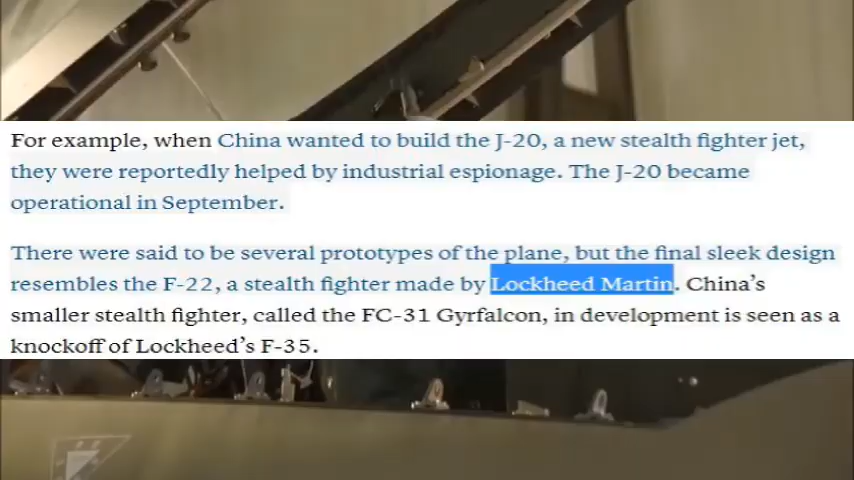 For example, when China wanted to build the J-20, a new stealth fighter jet,
they were reportedly helped by industrial espionage. The J-20 became
operational in September.
There were said to be several prototypes of the plane, but the final sleek design
resembles the F-22, a stealth fighter made by Lockheed Martin. China's
smaller stealth fighter, called the FC-31 Gyrfalcon, in development is seen as a
knockoff of Lockheed's F-35.